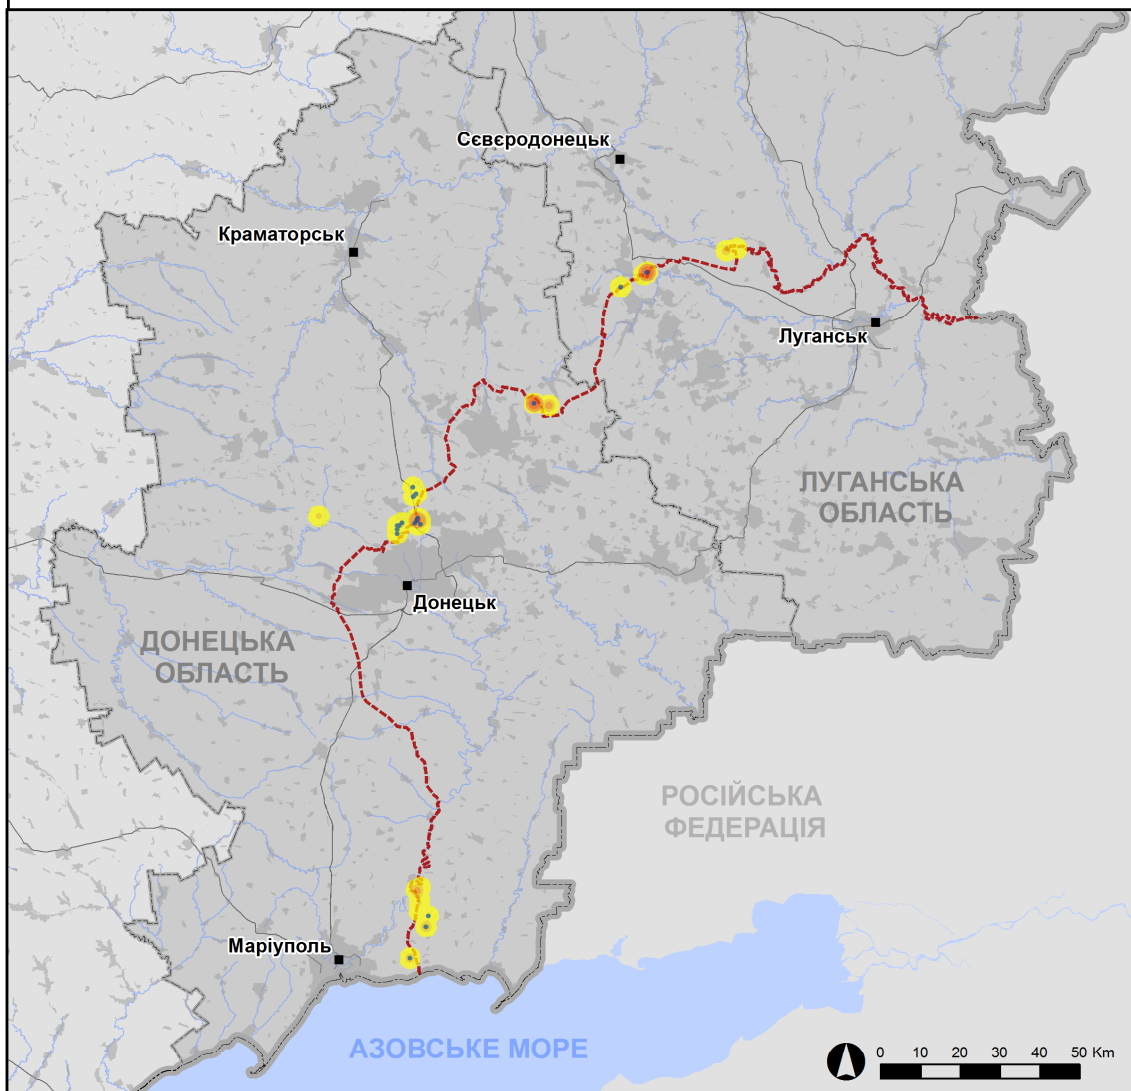 Сєвєродонецьк
Краматорськ
Луганськ
ЛУГАНСЬКА
ОБЛАСТЬ
Донецьк
ДОНЕЦЬКА
ОБЛАСТЬ
РОСІЙСЬКА
ФЕДЕРАЦІЯ
Маріуполь
АЗОВСЬКЕ МОРЕ
0 10 20 30 40 50 Km